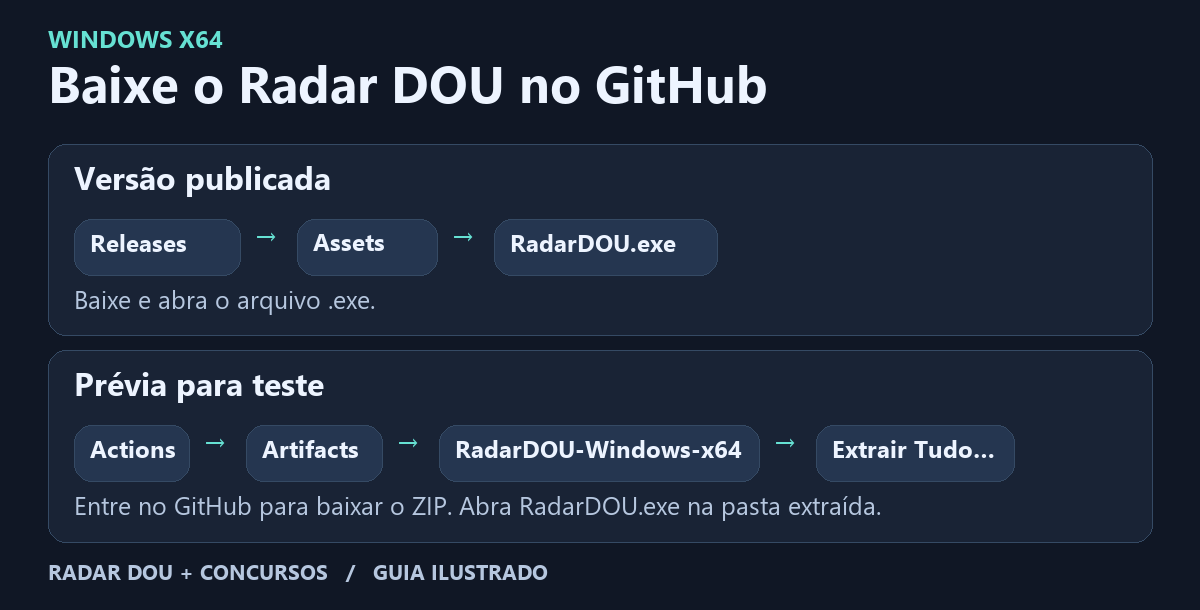 WINDOWS X64
Baixe o Radar DOU no GitHub
Versão publicada
Releases → Assets → RadarDOU.exe
Baixe e abra o arquivo .exe.
Prévia para teste
Actions → Artifacts → RadarDOU-Windows-x64 → Extrair Tudo...
Entre no GitHub para baixar o ZIP. Abra RadarDOU.exe na pasta extraída.
RADAR DOU + CONCURSOS / GUIA ILUSTRADO